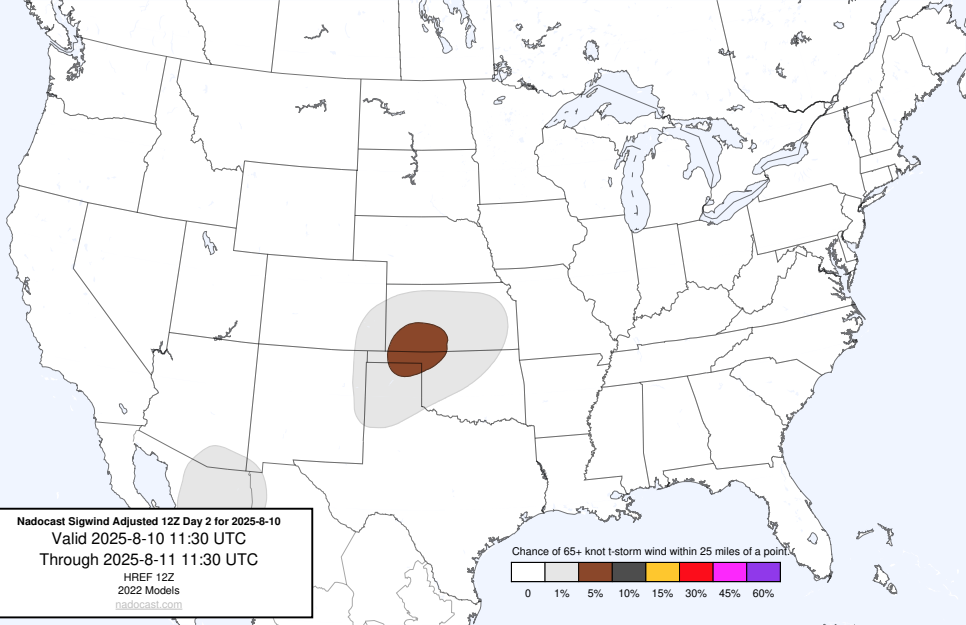 Nadocast Sigwind Adjusted 12Z Day 2 for 2025-8-10
Valid 2025-8-10 11:30 UTC
Through 2025-8-11 11:30 UTC
HREF 12Z
2022 Models
nadocast.com
Chance of 65+ knot t-storm wind within 25 miles of a point.
0 1% 5% 10% 15% 30% 45% 60%